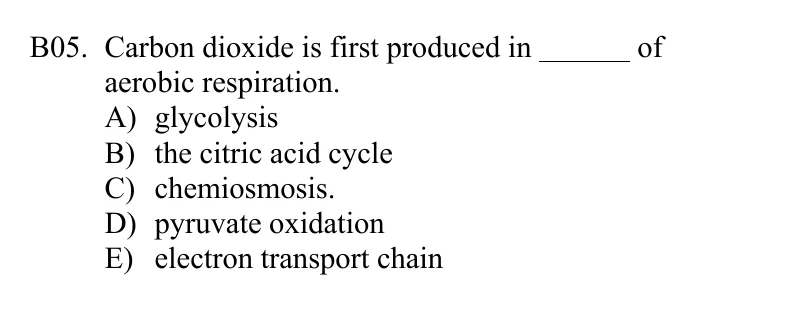 B05. Carbon dioxide is first produced in ______ of
aerobic respiration.
A) glycolysis
B) the citric acid cycle
C) chemiosmosis.
D) pyruvate oxidation
E) electron transport chain